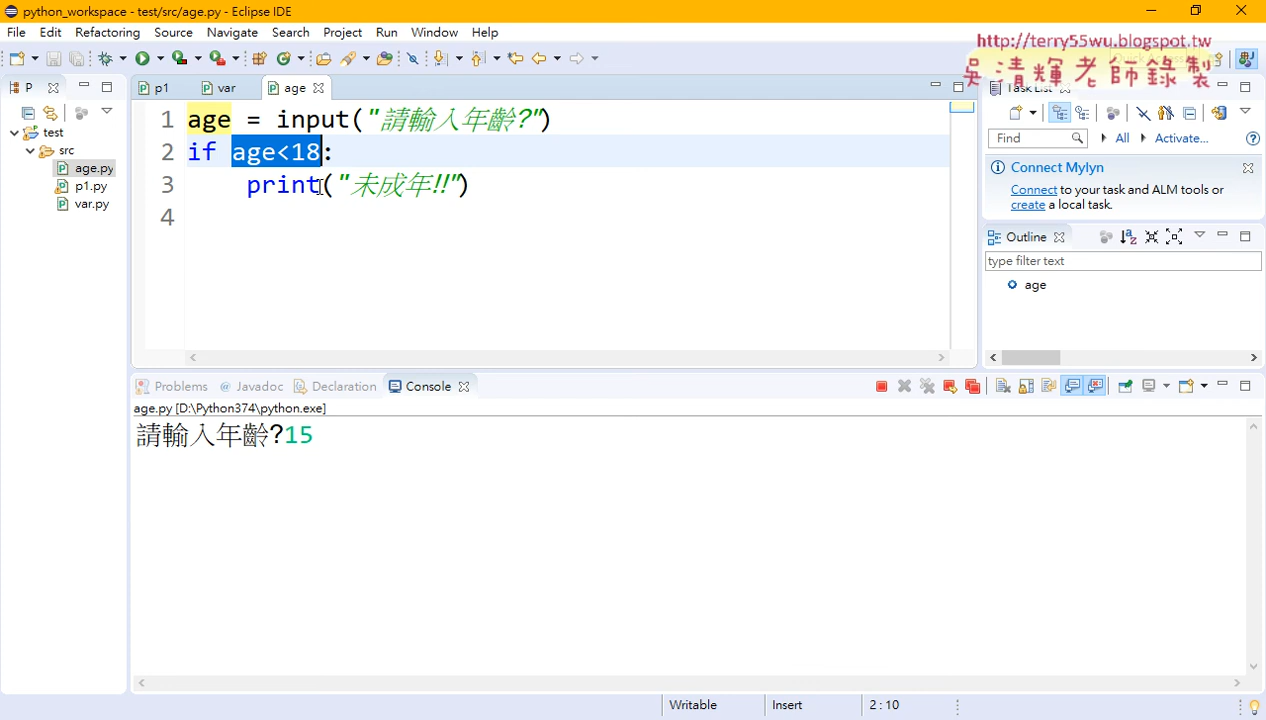 python_workspace - test/src/age.py - Eclipse IDE
File Edit Refactoring Source Navigate Search Project Run Window Help
http://terry55wu.blogspot.tw
吳清輝老師錄製
P
p1 var age
Task List
test
src
age.py
p1.py
var.py
1 age = input("請輸入年齡?")
2 if age<18:
3 print("未成年!!")
4
Find All Activate...
Connect Mylyn
Connect to your task and ALM tools or
create a local task.
Outline
type filter text
age
Problems @ Javadoc Declaration Console
age.py [D:\Python374\python.exe]
請輸入年齡?15
Writable Insert 2 : 10